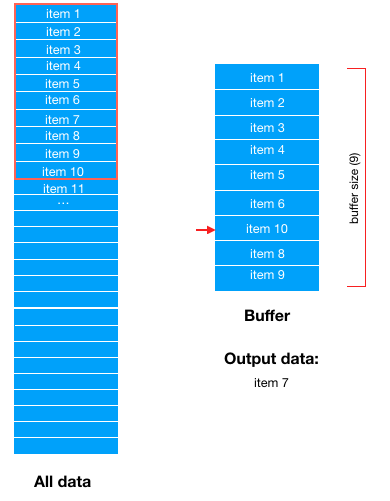 item 1
item 2
item 3
item 4
item 5
item 6
item 7
item 8
item 9
item 10
item 11
...
All data
item 1
item 2
item 3
item 4
item 5
item 6
item 10
item 8
item 9
buffer size (9)
Buffer
Output data:
item 7